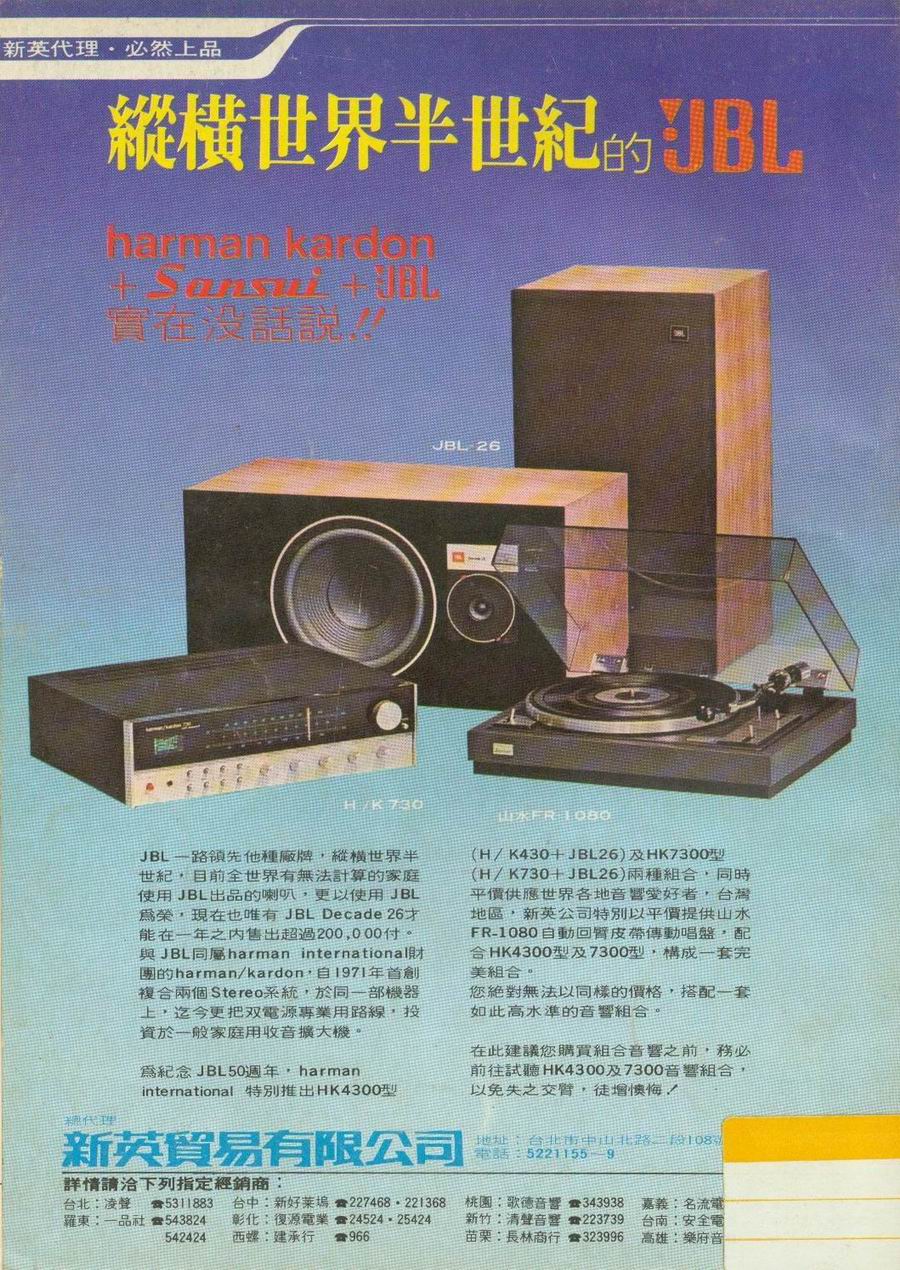 新英代理・必然上品
縱橫世界半世紀的JBL
harman kardon
+ Sansui + JBL
實在没話説!!
JBL
JBL-26
JBL
harman/kardon 730
H/K 730
山水FR-1080
JBL 一路領先他種廠牌，縱橫世界半
世紀，目前全世界有無法計算的家庭
使用 JBL出品的喇叭，更以使用 JBL
爲榮，現在也唯有 JBL Decade 26才
能在一年之内售出超過200,000付。
與 JBL同屬harman international財
團的harman/kardon，自1971年首創
複合兩個Stereo系統，於同一部機器
上，迄今更把双電源專業用路線，投
資於一般家庭用收音擴大機。
爲紀念 JBL50週年，harman
international 特別推出HK4300型
(H/K430+JBL26)及HK7300型
(H/K730+JBL26)兩種組合，同時
平價供應世界各地音響愛好者，台灣
地區，新英公司特別以平價提供山水
FR-1080自動回臂皮帶傳動唱盤，配
合HK4300型及7300型，構成一套完
美組合。
您絶對無法以同樣的價格，搭配一套
如此高水準的音響組合。
在此建議您購買組合音響之前，務必
前往試聽HK4300及7300音響組合，
以免失之交臂，徒增懊悔！
總代理
新英貿易有限公司
地址：台北市中山北路二段108
電話：5221155-9
詳情請洽下列指定經銷商：
台北：凌聲 ☎5311883 台中：新好莱塢 ☎227468・221368 桃園：歌德音響 ☎343938 嘉義：名流電
羅東：一品社 ☎543824 彰化：復源電業 ☎24524・25424 新竹：清聲音響 ☎223739 台南：安全電
542424 西螺：建承行 ☎966 苗栗：長林商行 ☎323996 高雄：樂府音